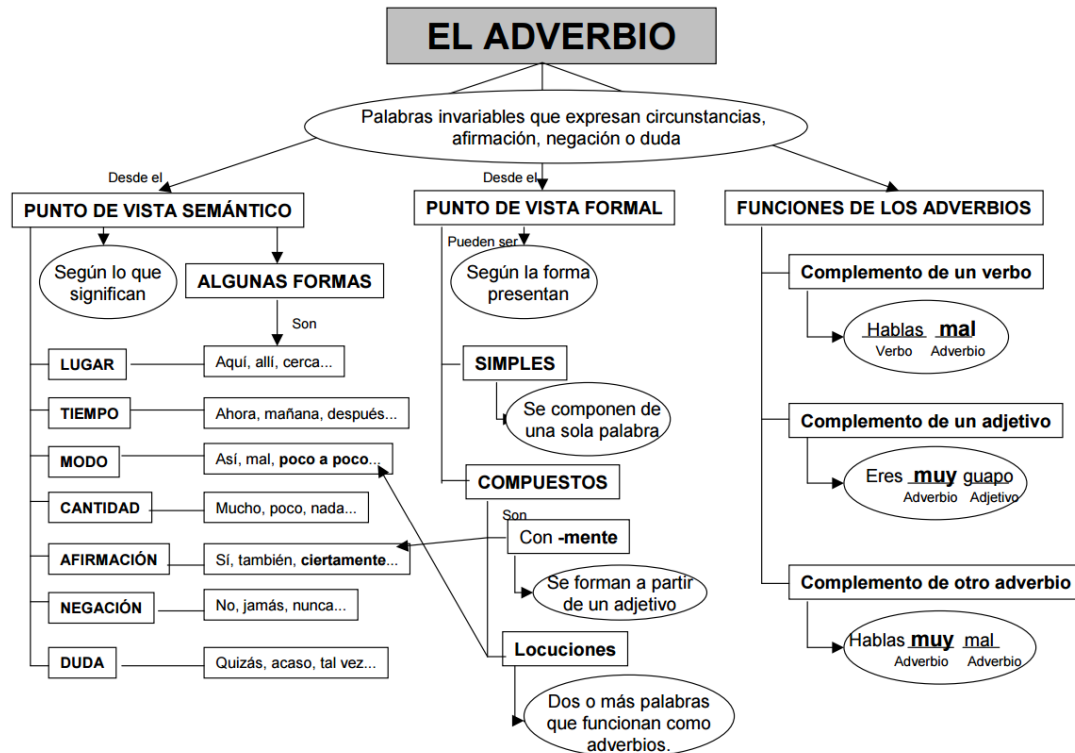 EL ADVERBIO
Palabras invariables que expresan circunstancias,
afirmación, negación o duda
Desde el
PUNTO DE VISTA SEMÁNTICO
Según lo que
significan
ALGUNAS FORMAS
Son
LUGAR
Aquí, allí, cerca...
TIEMPO
Ahora, mañana, después...
MODO
Así, mal, poco a poco...
CANTIDAD
Mucho, poco, nada...
AFIRMACIÓN
Sí, también, ciertamente...
NEGACIÓN
No, jamás, nunca...
DUDA
Quizás, acaso, tal vez...
Desde el
PUNTO DE VISTA FORMAL
Pueden ser
Según la forma
presentan
SIMPLES
Se componen de
una sola palabra
COMPUESTOS
Son
Con -mente
Se forman a partir
de un adjetivo
Locuciones
Dos o más palabras
que funcionan como
adverbios.
FUNCIONES DE LOS ADVERBIOS
Complemento de un verbo
Hablas mal
Verbo Adverbio
Complemento de un adjetivo
Eres muy guapo
Adverbio Adjetivo
Complemento de otro adverbio
Hablas muy mal
Adverbio Adverbio